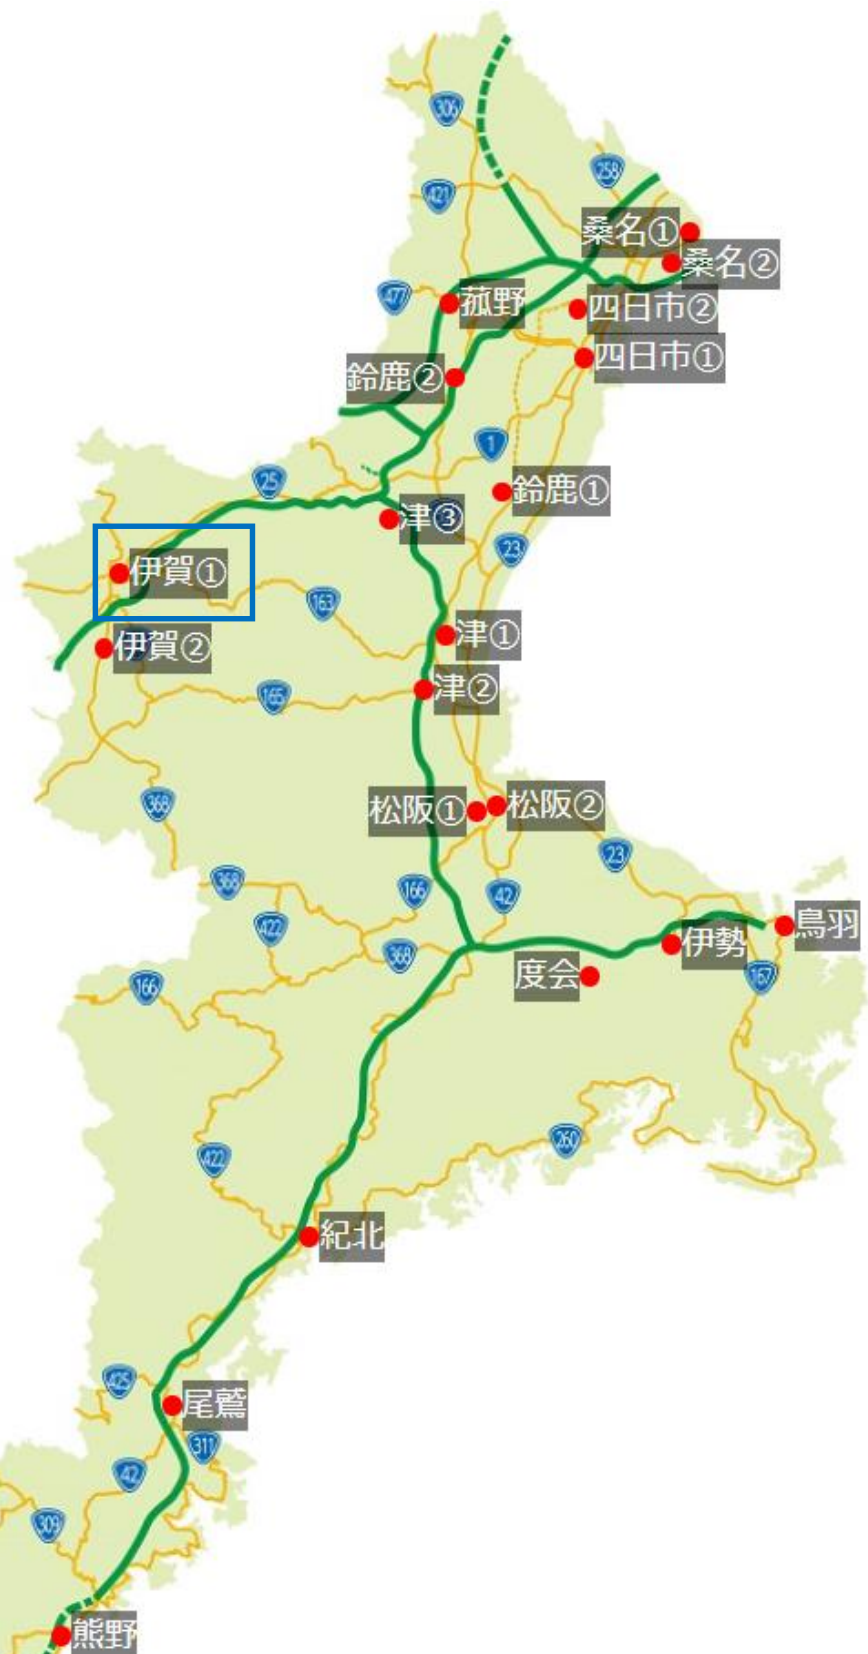 306
258
421
桑名①
桑名②
477
菰野
四日市②
四日市①
鈴鹿②
1
25
鈴鹿①
津③
23
伊賀①
163
津①
伊賀②
165
津②
368
松阪①
松阪②
23
368
166
42
422
鳥羽
伊勢
368
度会
167
166
260
422
紀北
425
尾鷲
311
42
309
熊野